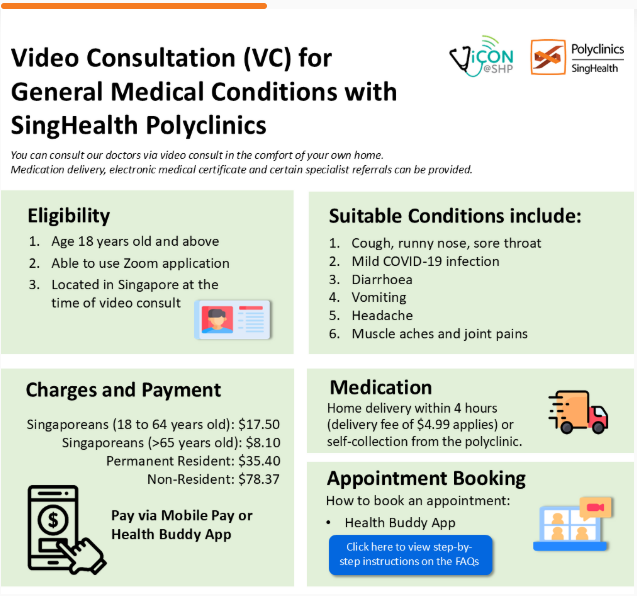 Video Consultation (VC) for
General Medical Conditions with
SingHealth Polyclinics
ViCON
@SHP
Polyclinics
SingHealth
You can consult our doctors via video consult in the comfort of your own home.
Medication delivery, electronic medical certificate and certain specialist referrals can be provided.
Eligibility
1. Age 18 years old and above
2. Able to use Zoom application
3. Located in Singapore at the
time of video consult
Suitable Conditions include:
1. Cough, runny nose, sore throat
2. Mild COVID-19 infection
3. Diarrhoea
4. Vomiting
5. Headache
6. Muscle aches and joint pains
Charges and Payment
Singaporeans (18 to 64 years old): $17.50
Singaporeans (>65 years old): $8.10
Permanent Resident: $35.40
Non-Resident: $78.37
$
Pay via Mobile Pay or
Health Buddy App
Medication
Home delivery within 4 hours
(delivery fee of $4.99 applies) or
self-collection from the polyclinic.
Appointment Booking
How to book an appointment:
• Health Buddy App
Click here to view step-by-
step instructions on the FAQs